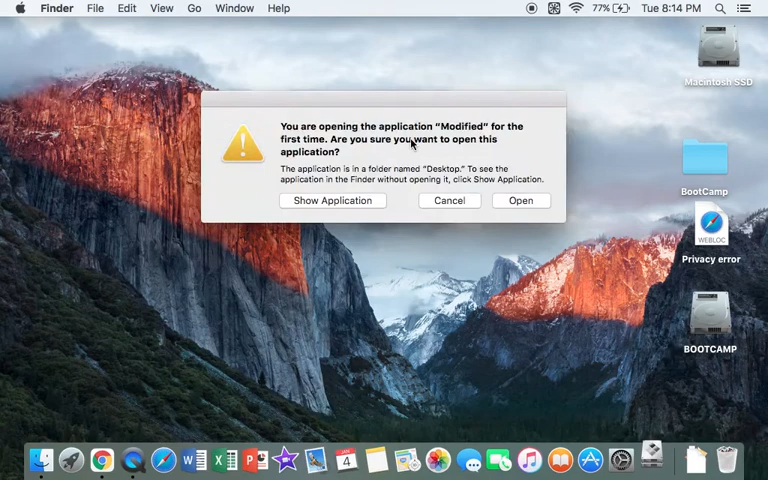 Finder File Edit View Go Window Help 77% Tue 8:14 PM
Macintosh SSD
You are opening the application “Modified” for the
first time. Are you sure you want to open this
application?
The application is in a folder named “Desktop.” To see the
application in the Finder without opening it, click Show Application.
Show Application Cancel Open
BootCamp
WEBLOC
Privacy error
BOOTCAMP
JAN
4